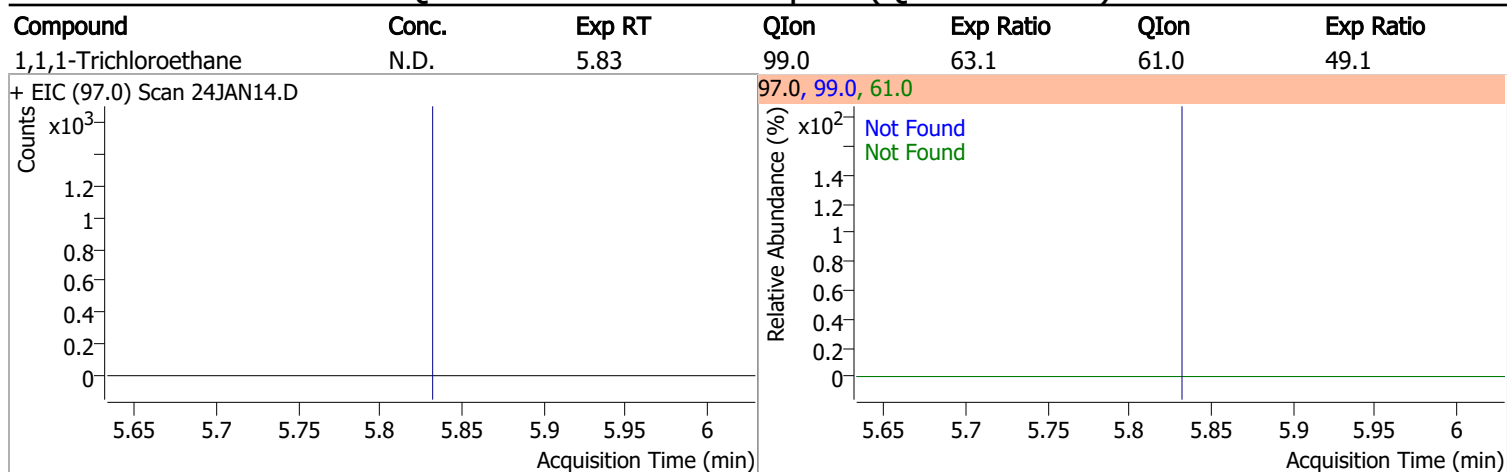 Compound Conc. Exp RT QIon Exp Ratio QIon Exp Ratio
1,1,1-Trichloroethane N.D. 5.83 99.0 63.1 61.0 49.1
+ EIC (97.0) Scan 24JAN14.D
Counts
x103
1.2
1
0.8
0.6
0.4
0.2
0
5.65 5.7 5.75 5.8 5.85 5.9 5.95 6
Acquisition Time (min)
97.0, 99.0, 61.0
Relative Abundance (%)
x102
Not Found
Not Found
1.4
1.2
1
0.8
0.6
0.4
0.2
0
5.65 5.7 5.75 5.8 5.85 5.9 5.95 6
Acquisition Time (min)